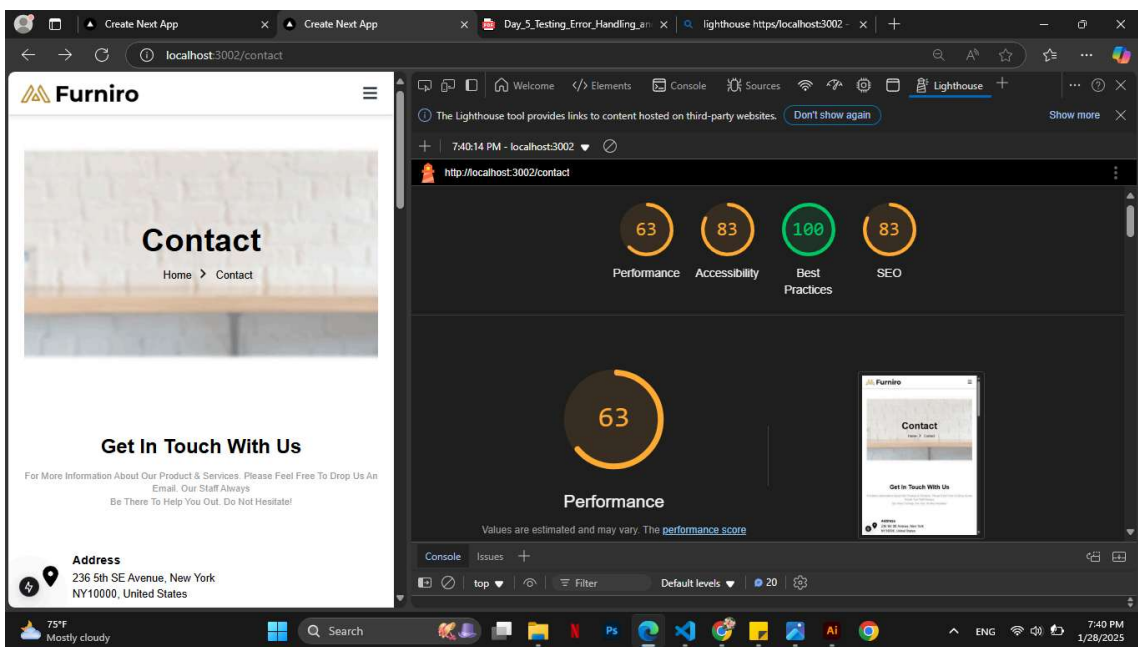 Create Next App
Create Next App
Day_5_Testing_Error_Handling_an
lighthouse https/localhost:3002 -
localhost:3002/contact
Furniro
Welcome
Elements
Console
Sources
Lighthouse
The Lighthouse tool provides links to content hosted on third-party websites.
Don't show again
Show more
7:40:14 PM - localhost:3002
http://localhost:3002/contact
63
83
100
83
Performance
Accessibility
Best
Practices
SEO
Contact
Home > Contact
63
Performance
Values are estimated and may vary. The performance score
Furniro
Contact
Get In Touch With Us
Address
Get In Touch With Us
For More Information About Our Product & Services. Please Feel Free To Drop Us An
Email. Our Staff Always
Be There To Help You Out. Do Not Hesitate!
Address
236 5th SE Avenue, New York
NY10000, United States
Console
Issues
top
Filter
Default levels
20
75°F
Mostly cloudy
Search
ENG
7:40 PM
1/28/2025